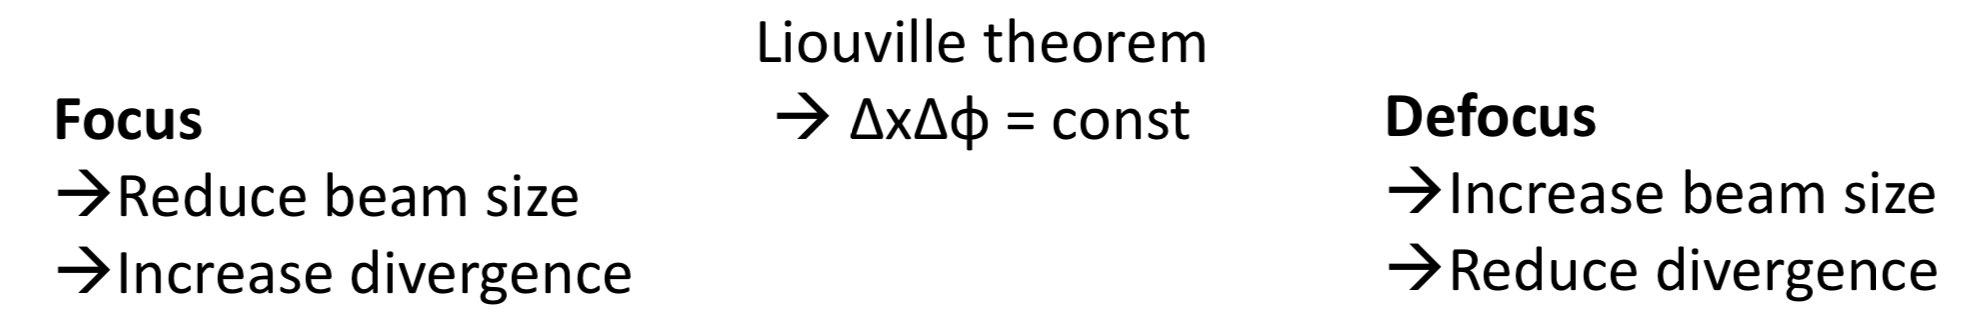 Liouville theorem
→ ΔxΔϕ = const
Focus
→Reduce beam size
→Increase divergence
Defocus
→Increase beam size
→Reduce divergence